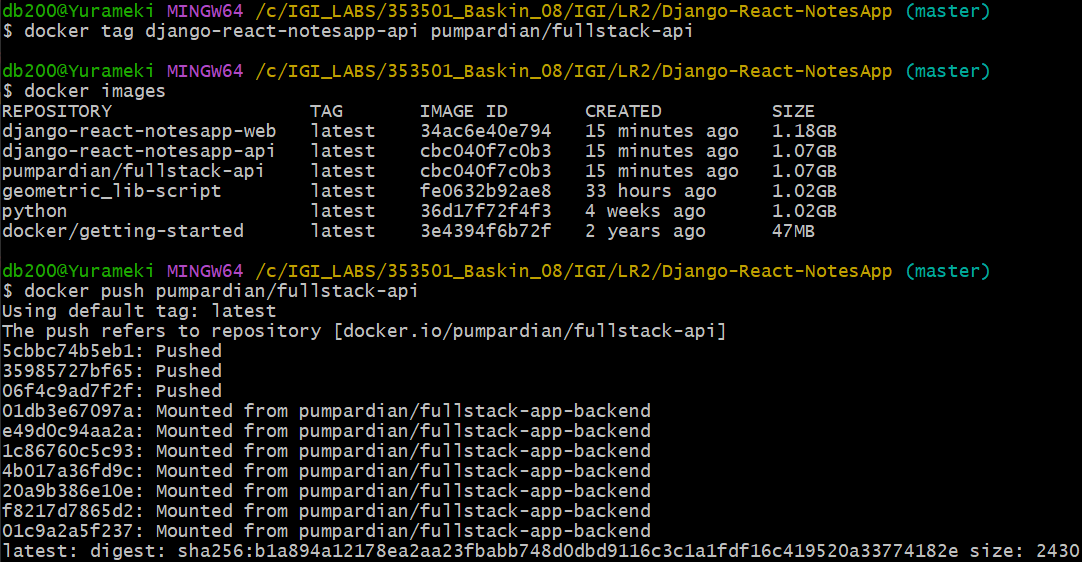 db200@Yurameki MINGW64 /c/IGI_LABS/353501_Baskin_08/IGI/LR2/Django-React-NotesApp (master)
$ docker tag django-react-notesapp-api pumpardian/fullstack-api
db200@Yurameki MINGW64 /c/IGI_LABS/353501_Baskin_08/IGI/LR2/Django-React-NotesApp (master)
$ docker images
REPOSITORY                  TAG      IMAGE ID       CREATED          SIZE
django-react-notesapp-web   latest   34ac6e40e794   15 minutes ago   1.18GB
django-react-notesapp-api   latest   cbc040f7c0b3   15 minutes ago   1.07GB
pumpardian/fullstack-api    latest   cbc040f7c0b3   15 minutes ago   1.07GB
geometric_lib-script        latest   fe0632b92ae8   33 hours ago     1.02GB
python                      latest   36d17f72f4f3   4 weeks ago      1.02GB
docker/getting-started      latest   3e4394f6b72f   2 years ago      47MB
db200@Yurameki MINGW64 /c/IGI_LABS/353501_Baskin_08/IGI/LR2/Django-React-NotesApp (master)
$ docker push pumpardian/fullstack-api
Using default tag: latest
The push refers to repository [docker.io/pumpardian/fullstack-api]
5cbbc74b5eb1: Pushed
35985727bf65: Pushed
06f4c9ad7f2f: Pushed
01db3e67097a: Mounted from pumpardian/fullstack-app-backend
e49d0c94aa2a: Mounted from pumpardian/fullstack-app-backend
1c86760c5c93: Mounted from pumpardian/fullstack-app-backend
4b017a36fd9c: Mounted from pumpardian/fullstack-app-backend
20a9b386e10e: Mounted from pumpardian/fullstack-app-backend
f8217d7865d2: Mounted from pumpardian/fullstack-app-backend
01c9a2a5f237: Mounted from pumpardian/fullstack-app-backend
latest: digest: sha256:b1a894a12178ea2aa23fbabb748d0dbd9116c3c1a1fdf16c419520a33774182e size: 2430